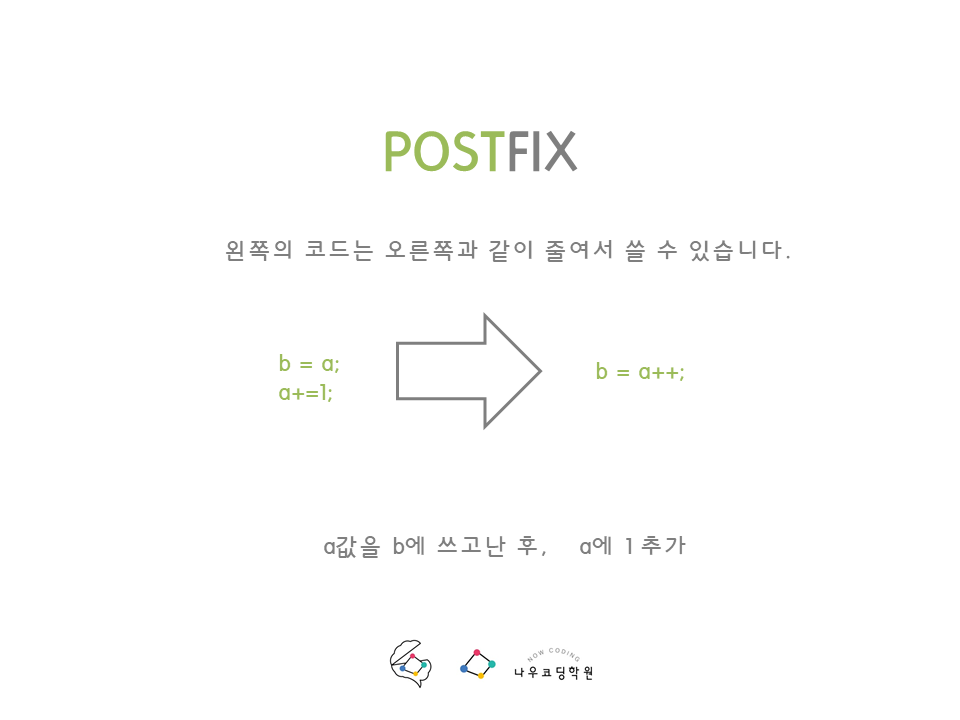 POSTFIX
왼쪽의 코드는 오른쪽과 같이 줄여서 쓸 수 있습니다.
b = a;
a+=1;
b = a++;
a값을 b에 쓰고난 후, a에 1 추가
NOW CODING
나우코딩학원